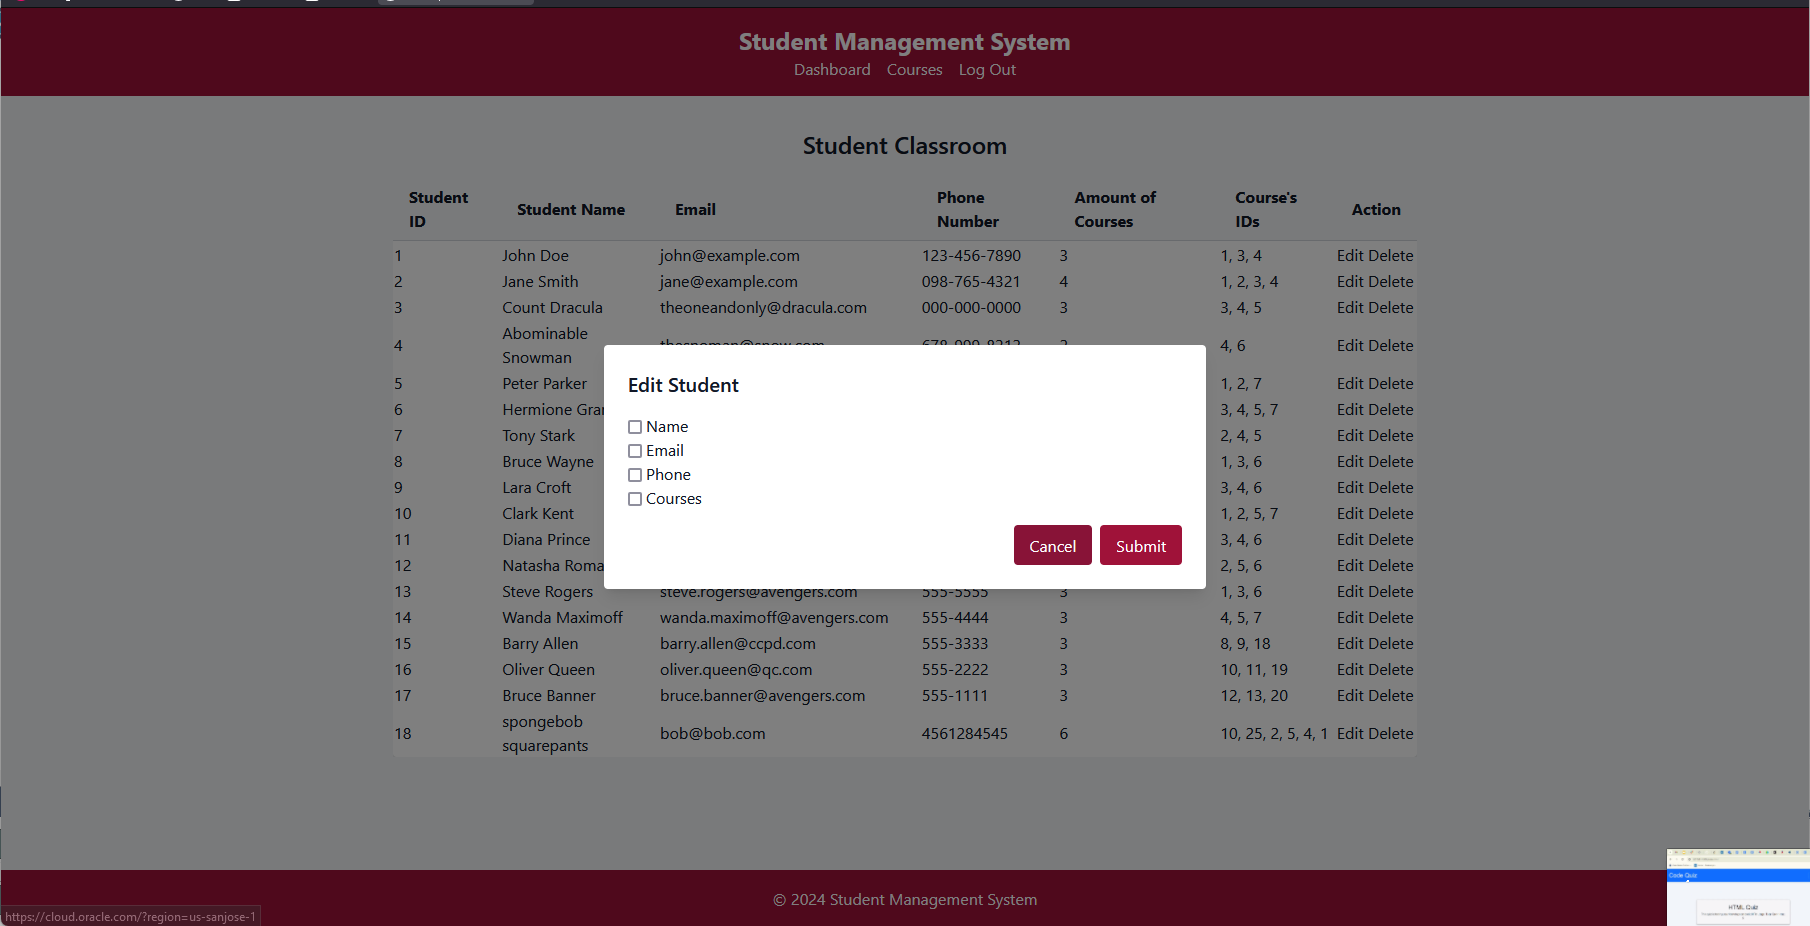 Student Management System
Dashboard Courses Log Out
Student Classroom
Student ID Student Name Email Phone Number Amount of Courses Course's IDs Action
1 John Doe john@example.com 123-456-7890 3 1, 3, 4 Edit Delete
2 Jane Smith jane@example.com 098-765-4321 4 1, 2, 3, 4 Edit Delete
3 Count Dracula theoneandonly@dracula.com 000-000-0000 3 3, 4, 5 Edit Delete
4 Abominable Snowman 4, 6 Edit Delete
5 Peter Parker 1, 2, 7 Edit Delete
6 Hermione Gra 3, 4, 5, 7 Edit Delete
7 Tony Stark 2, 4, 5 Edit Delete
8 Bruce Wayne 1, 3, 6 Edit Delete
9 Lara Croft 3, 4, 6 Edit Delete
10 Clark Kent 1, 2, 5, 7 Edit Delete
11 Diana Prince 3, 4, 6 Edit Delete
12 Natasha Roma 2, 5, 6 Edit Delete
13 Steve Rogers steve.rogers@avengers.com 555-5555 3 1, 3, 6 Edit Delete
14 Wanda Maximoff wanda.maximoff@avengers.com 555-4444 3 4, 5, 7 Edit Delete
15 Barry Allen barry.allen@ccpd.com 555-3333 3 8, 9, 18 Edit Delete
16 Oliver Queen oliver.queen@qc.com 555-2222 3 10, 11, 19 Edit Delete
17 Bruce Banner bruce.banner@avengers.com 555-1111 3 12, 13, 20 Edit Delete
18 spongebob squarepants bob@bob.com 4561284545 6 10, 25, 2, 5, 4, 1 Edit Delete
Edit Student
Name
Email
Phone
Courses
Cancel Submit
© 2024 Student Management System
https://cloud.oracle.com/?region=us-sanjose-1
Code Quiz
HTML Quiz